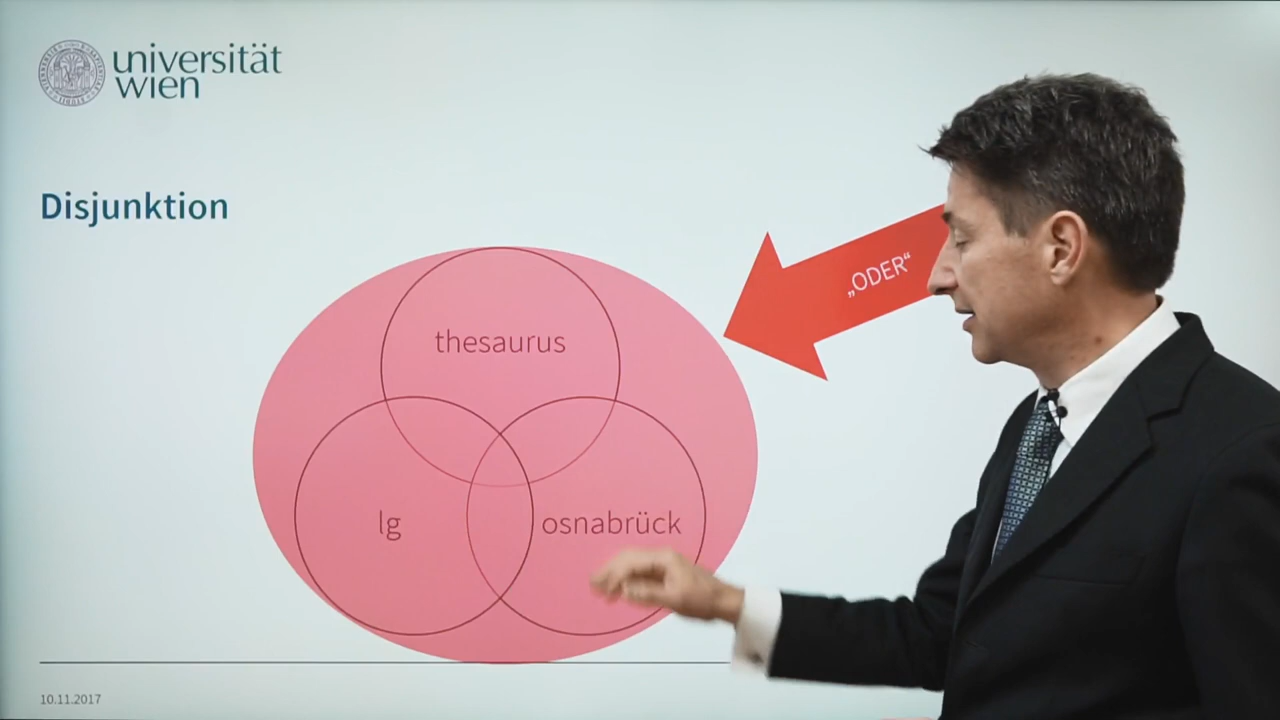 universität
wien
Disjunktion
„ODER“
thesaurus
lg
osnabrück
10.11.2017